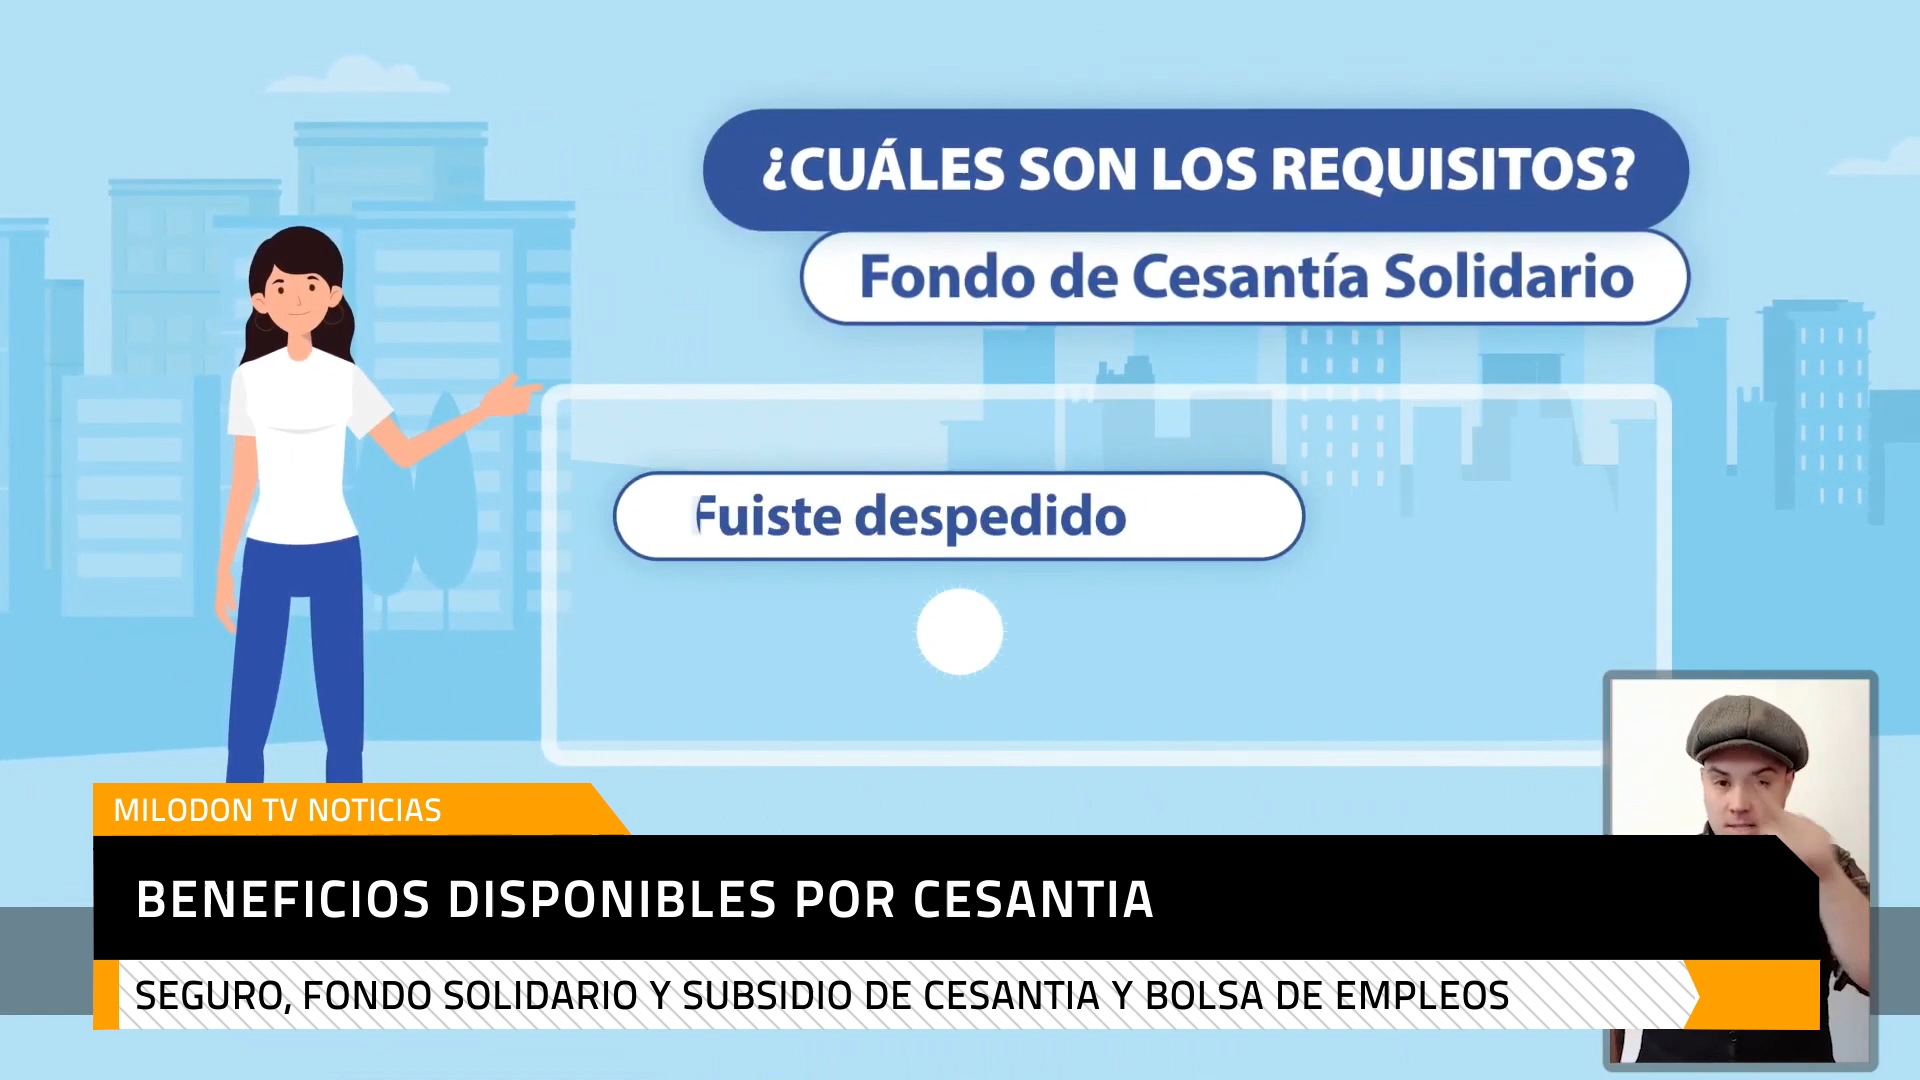 ¿CUÁLES SON LOS REQUISITOS?
Fondo de Cesantía Solidario
Fuiste despedido
MILODON TV NOTICIAS
BENEFICIOS DISPONIBLES POR CESANTIA
SEGURO, FONDO SOLIDARIO Y SUBSIDIO DE CESANTIA Y BOLSA DE EMPLEOS